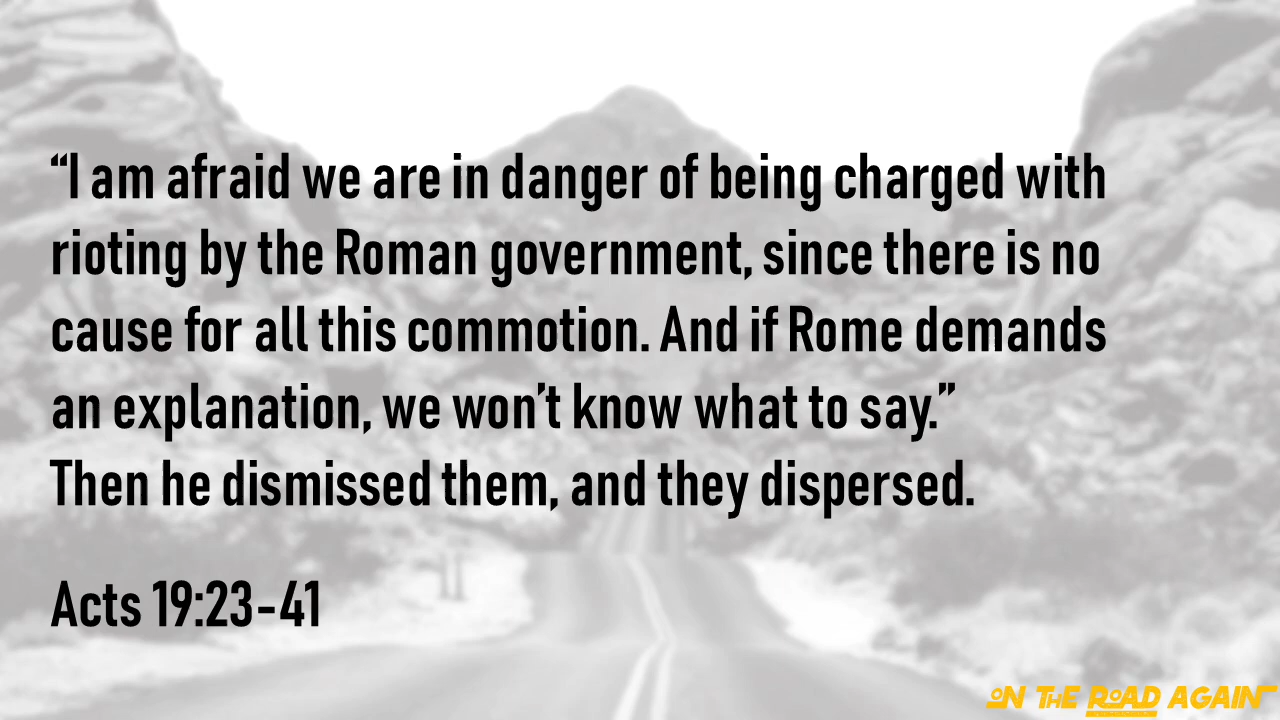 “I am afraid we are in danger of being charged with
rioting by the Roman government, since there is no
cause for all this commotion. And if Rome demands
an explanation, we won’t know what to say.”
Then he dismissed them, and they dispersed.
Acts 19:23-41
ON THE ROAD AGAIN